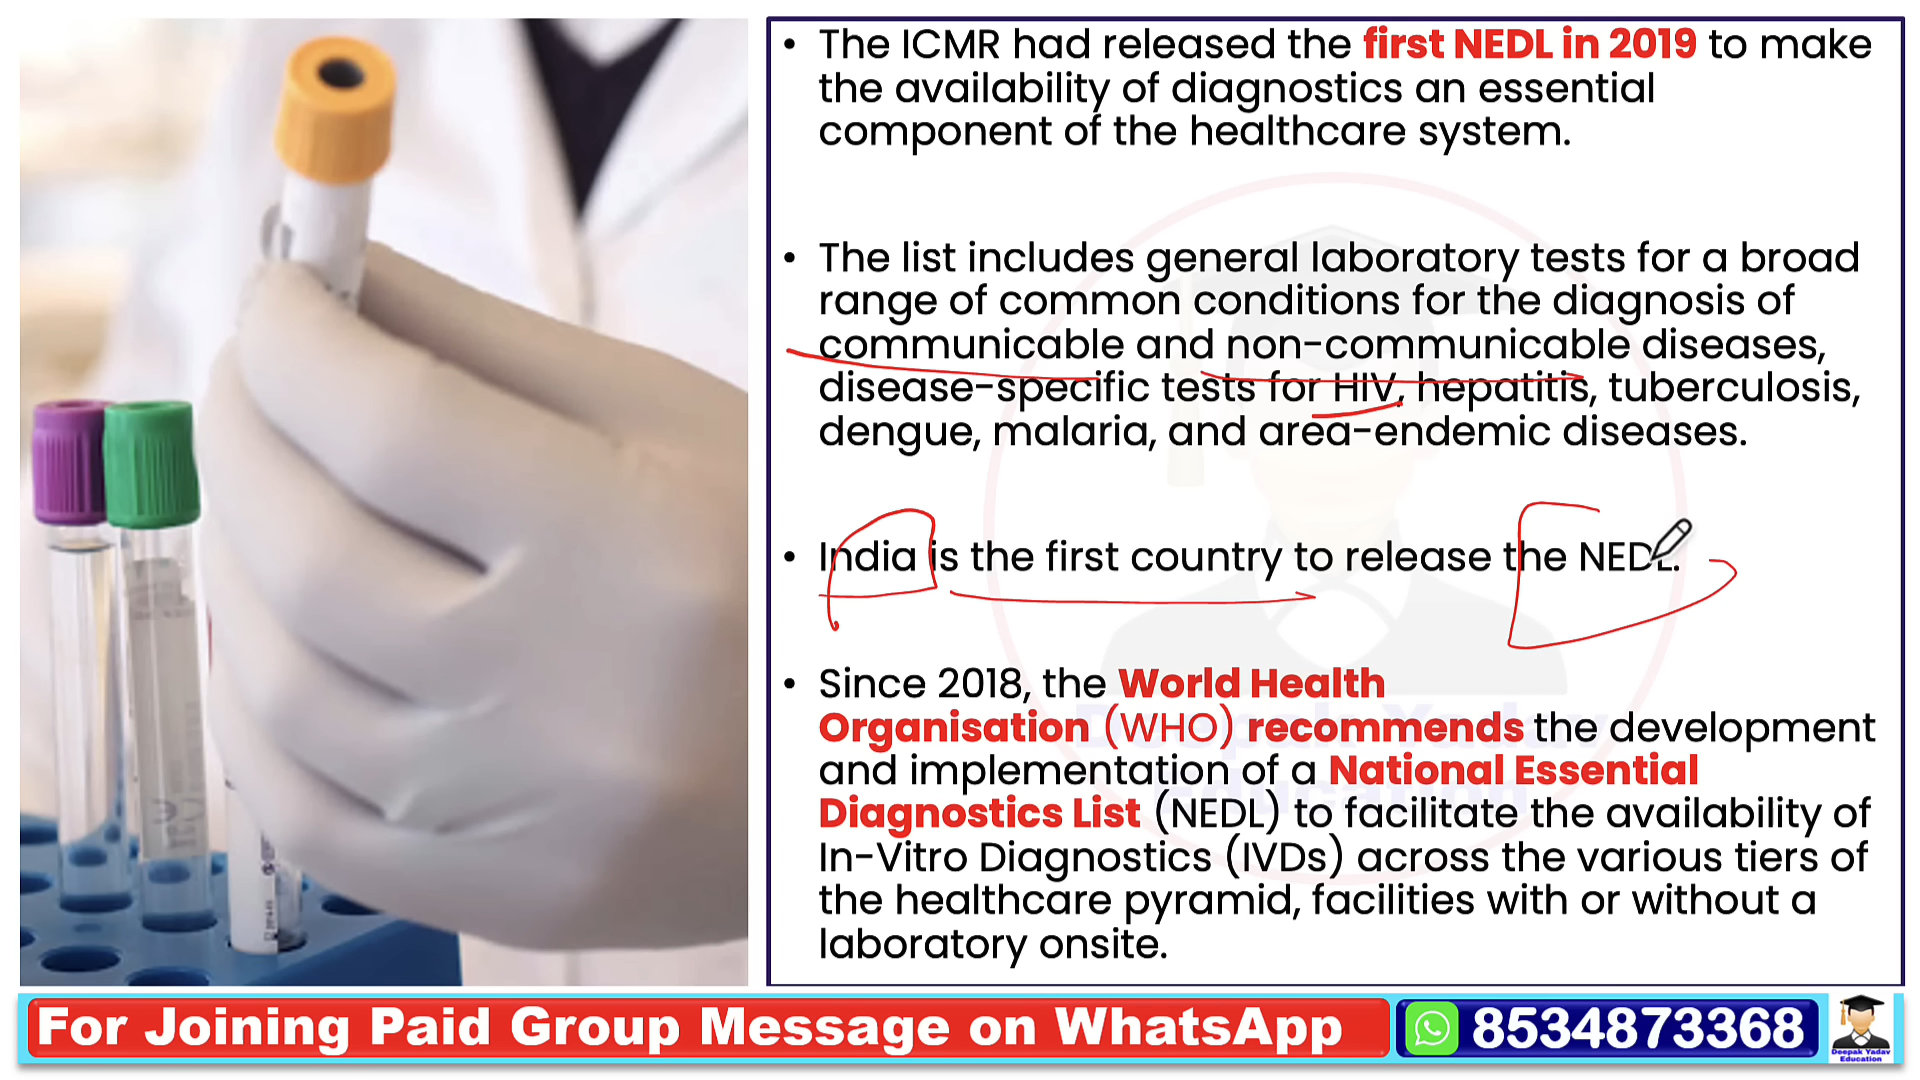 • The ICMR had released the first NEDL in 2019 to make
the availability of diagnostics an essential
component of the healthcare system.
• The list includes general laboratory tests for a broad
range of common conditions for the diagnosis of
communicable and non-communicable diseases,
disease-specific tests for HIV, hepatitis, tuberculosis,
dengue, malaria, and area-endemic diseases.
• India is the first country to release the NEDL.
• Since 2018, the World Health
Organisation (WHO) recommends the development
and implementation of a National Essential
Diagnostics List (NEDL) to facilitate the availability of
In-Vitro Diagnostics (IVDs) across the various tiers of
the healthcare pyramid, facilities with or without a
laboratory onsite.
Deepak Yadav
Education
For Joining Paid Group Message on WhatsApp
8534873368
Deepak Yadav
Education